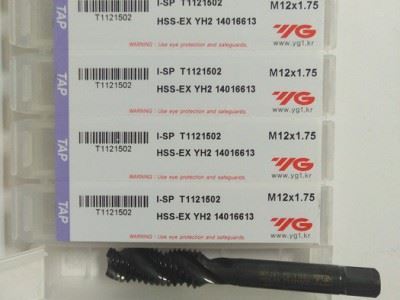 TAP
T1121502
I-SP T1121502
HSS-EX YH2 14016613
WARNING : Use eye protection and safeguards.
M12x1.75
YG
www.yg1.kr
TAP
T1121502
I-SP T1121502
HSS-EX YH2 14016613
WARNING : Use eye protection and safeguards.
M12x1.75
YG
www.yg1.kr
TAP
T1121502
I-SP T1121502
HSS-EX YH2 14016613
WARNING : Use eye protection and safeguards.
M12x1.75
YG
www.yg1.kr
TAP
T1121502
I-SP T1121502
HSS-EX YH2 14016613
WARNING : Use eye protection and safeguards.
M12x1.75
YG
www.yg1.kr